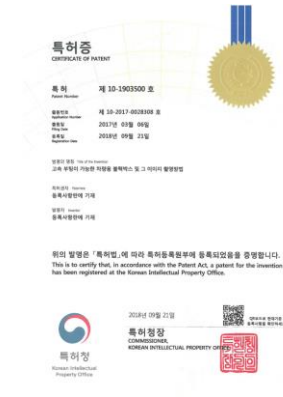 특허증
CERTIFICATE OF PATENT
특허 제 10-1903500 호
Patent Number
출원번호 제 10-2017-0028308 호
Application Number
출원일 2017년 03월 06일
Filing Date
등록일 2018년 09월 21일
Registration Date
발명의 명칭 Title of the Invention
고속 부팅이 가능한 차량용 블랙박스 및 그 이미지 촬영방법
특허권자 Patentee
등록사항란에 기재
발명자 Inventor
등록사항란에 기재
위의 발명은 「특허법」에 따라 특허등록원부에 등록되었음을 증명합니다.
This is to certify that, in accordance with the Patent Act, a patent for the invention
has been registered at the Korean Intellectual Property Office.
2018년 09월 21일
특허청장
COMMISSIONER,
KOREAN INTELLECTUAL PROPERTY OFFICE
특허청
Korean Intellectual
Property Office